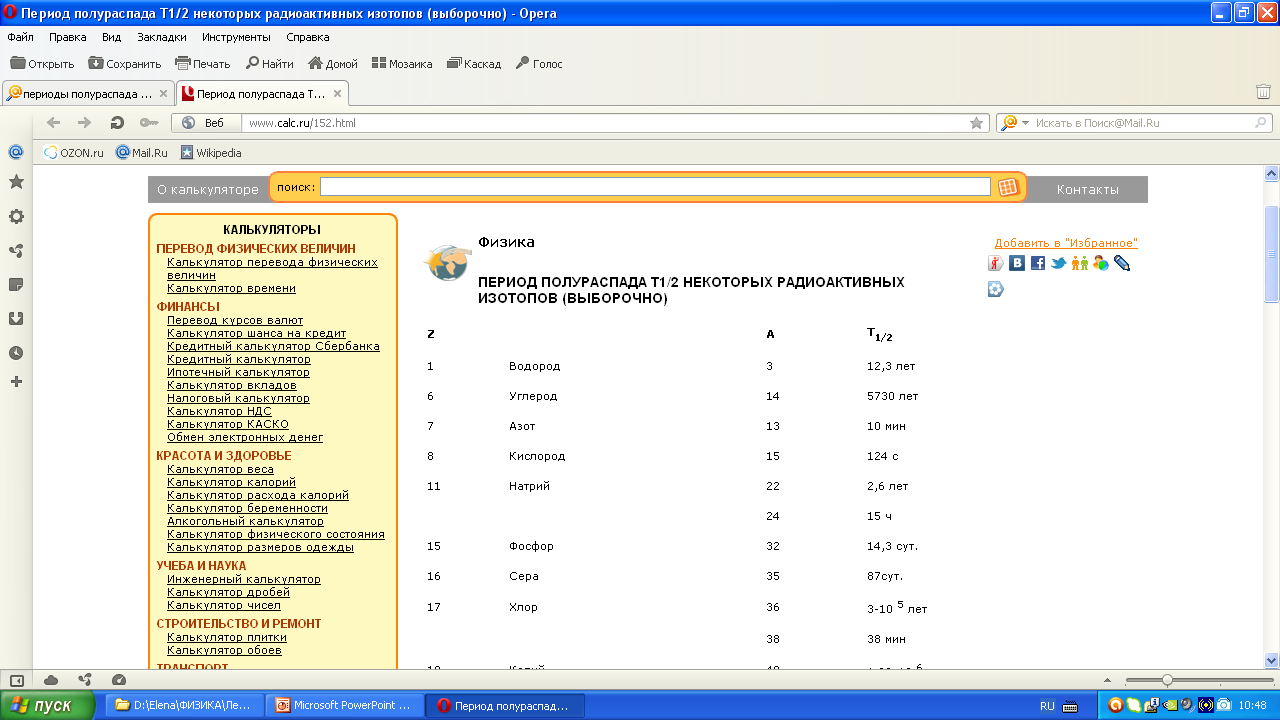 Период полураспада T1/2 некоторых радиоактивных изотопов (выборочно) - Opera
Файл Правка Вид Закладки Инструменты Справка
Открыть Сохранить Печать Найти Домой Мозаика Каскад Голос
периоды полураспада ... Период полураспада Т...
Веб www.calc.ru/152.html Искать в Поиск@Mail.Ru
OZON.ru Mail.Ru Wikipedia
О калькуляторе поиск: Контакты
КАЛЬКУЛЯТОРЫ
ПЕРЕВОД ФИЗИЧЕСКИХ ВЕЛИЧИН
Калькулятор перевода физических
величин
Калькулятор времени
ФИНАНСЫ
Перевод курсов валют
Калькулятор шанса на кредит
Кредитный калькулятор Сбербанка
Кредитный калькулятор
Ипотечный калькулятор
Калькулятор вкладов
Налоговый калькулятор
Калькулятор НДС
Калькулятор КАСКО
Обмен электронных денег
КРАСОТА И ЗДОРОВЬЕ
Калькулятор веса
Калькулятор калорий
Калькулятор расхода калорий
Калькулятор беременности
Алкогольный калькулятор
Калькулятор физического состояния
Калькулятор размеров одежды
УЧЕБА И НАУКА
Инженерный калькулятор
Калькулятор дробей
Калькулятор чисел
СТРОИТЕЛЬСТВО И РЕМОНТ
Калькулятор плитки
Калькулятор обоев
ТРАНСПОРТ
Физика
Добавить в "Избранное"
ПЕРИОД ПОЛУРАСПАДА T1/2 НЕКОТОРЫХ РАДИОАКТИВНЫХ
ИЗОТОПОВ (ВЫБОРОЧНО)
Z A T1/2
1 Водород 3 12,3 лет
6 Углерод 14 5730 лет
7 Азот 13 10 мин
8 Кислород 15 124 с
11 Натрий 22 2,6 лет
24 15 ч
15 Фосфор 32 14,3 сут.
16 Сера 35 87сут.
17 Хлор 36 3-10 5 лет
38 38 мин
пуск D:\Elena\ФИЗИКА\Ле... Microsoft PowerPoint ... Период полураспад... RU 10:48